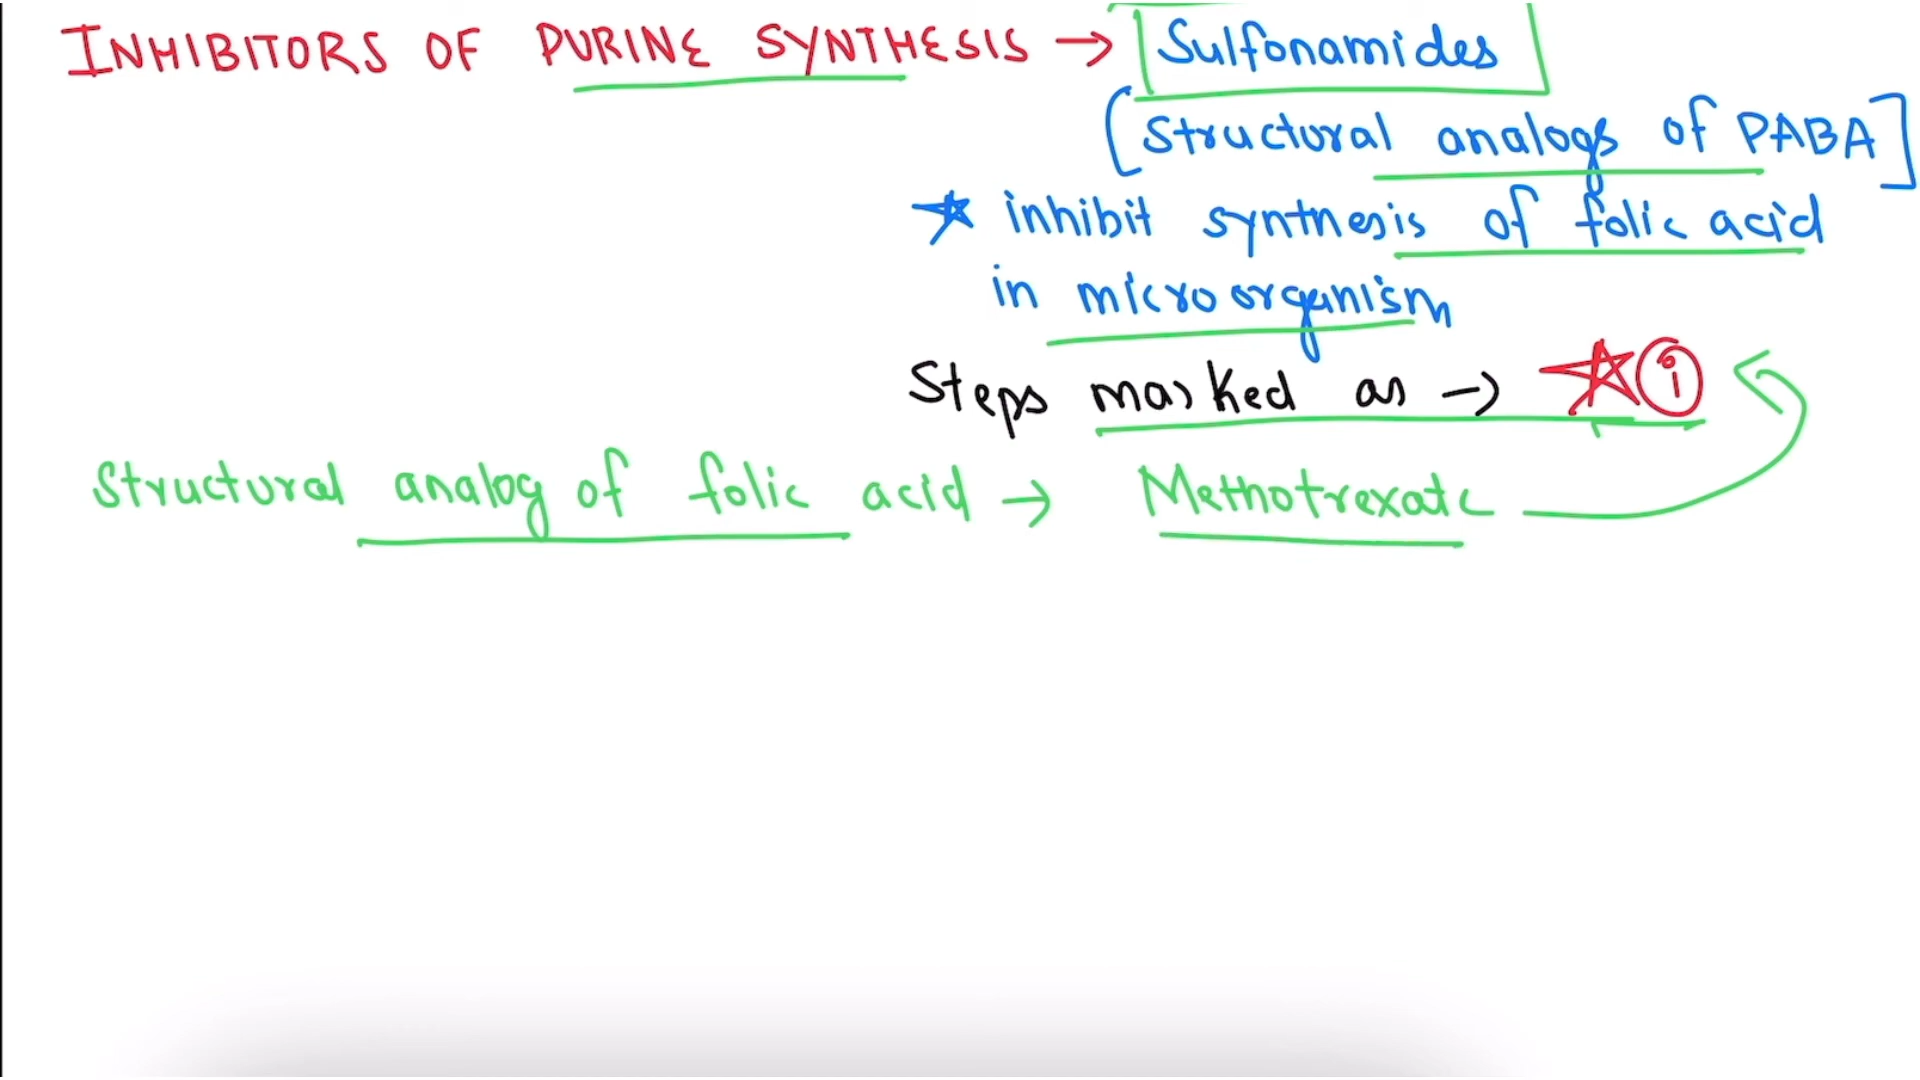 INHIBITORS OF PURINE SYNTHESIS → Sulfonamides
[Structural analogs of PABA]
★ inhibit synthesis of folic acid
in microorganism
Steps marked as → ★ ⓘ
Structural analog of folic acid → Methotrexate